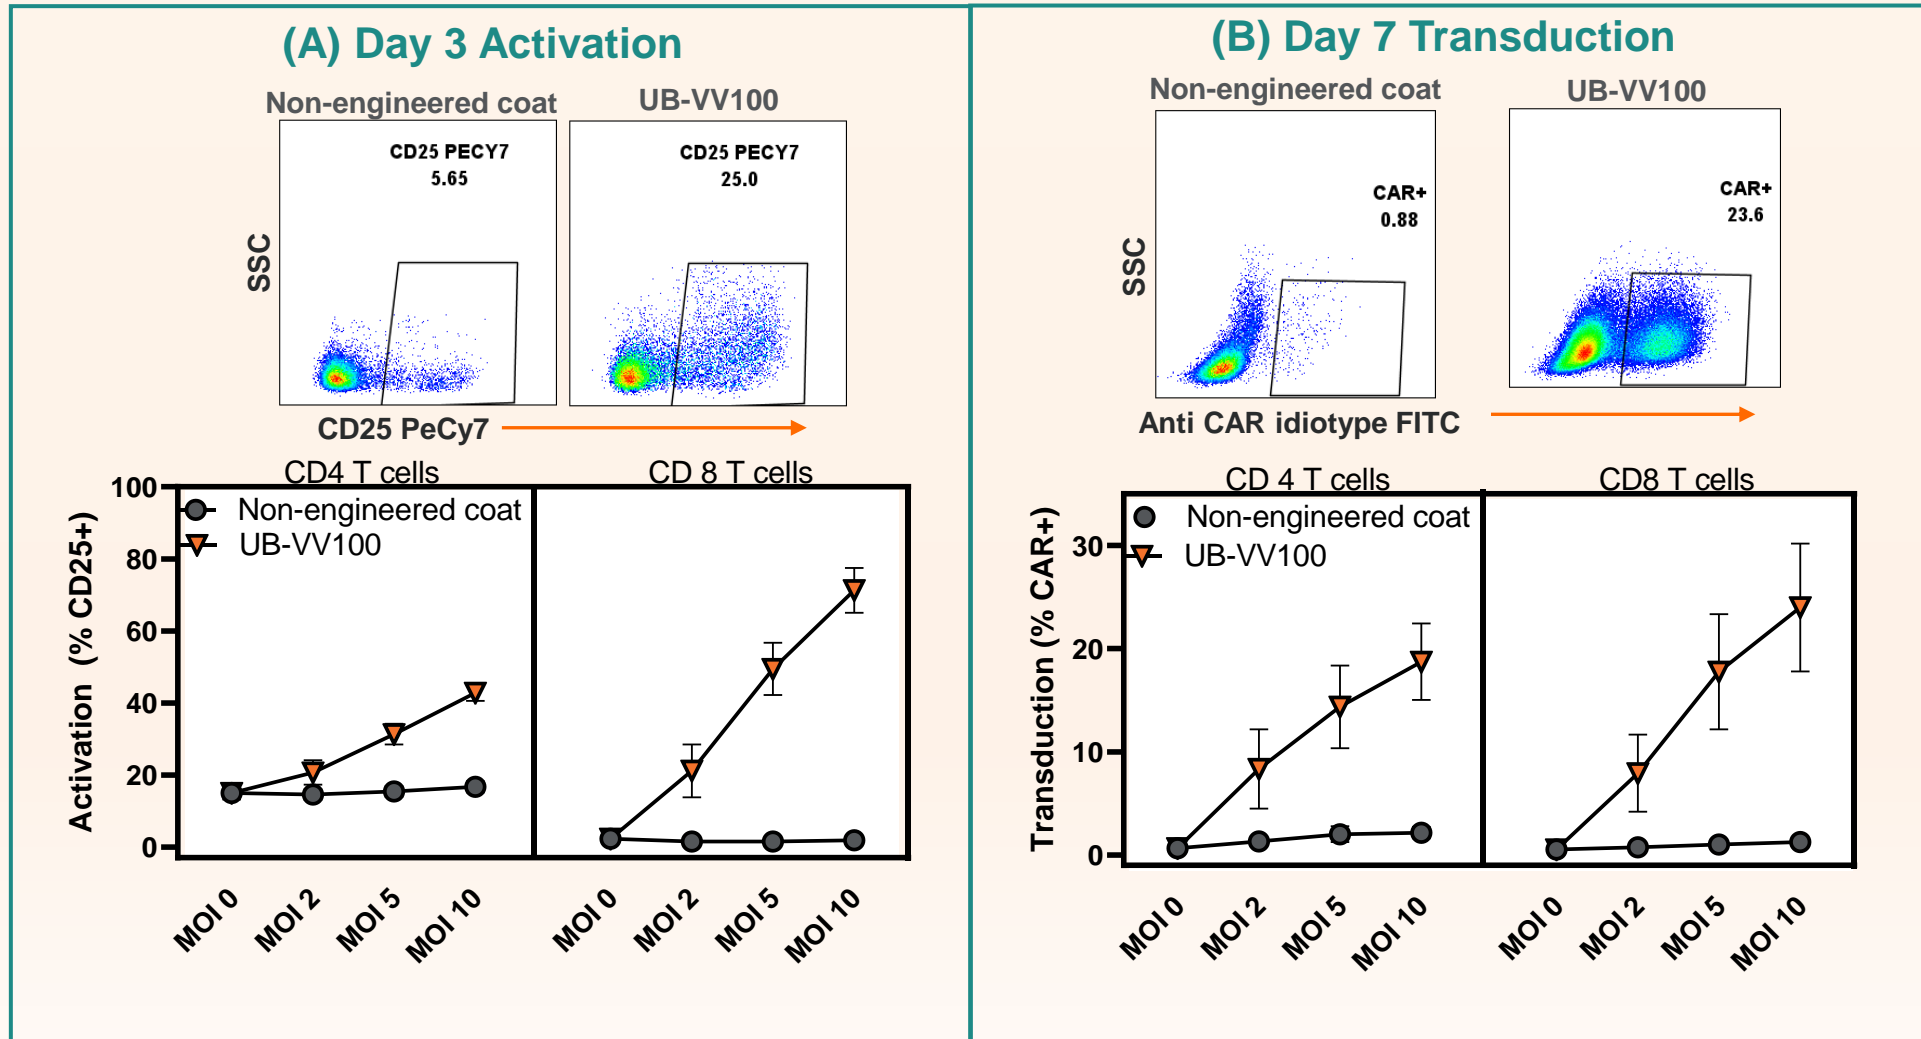 (A) Day 3 Activation
Non-engineered coat
UB-VV100
CD25 PECY7
5.65
CD25 PECY7
25.0
SSC
CD25 PeCy7
CD4 T cells
CD 8 T cells
Non-engineered coat
UB-VV100
Activation (% CD25+)
100
80
60
40
20
0
MOI 0
MOI 2
MOI 5
MOI 10
MOI 0
MOI 2
MOI 5
MOI 10
(B) Day 7 Transduction
Non-engineered coat
UB-VV100
CAR+
0.88
CAR+
23.6
SSC
Anti CAR idiotype FITC
CD 4 T cells
CD8 T cells
Non-engineered coat
UB-VV100
Transduction (% CAR+)
30
20
10
0
MOI 0
MOI 2
MOI 5
MOI 10
MOI 0
MOI 2
MOI 5
MOI 10